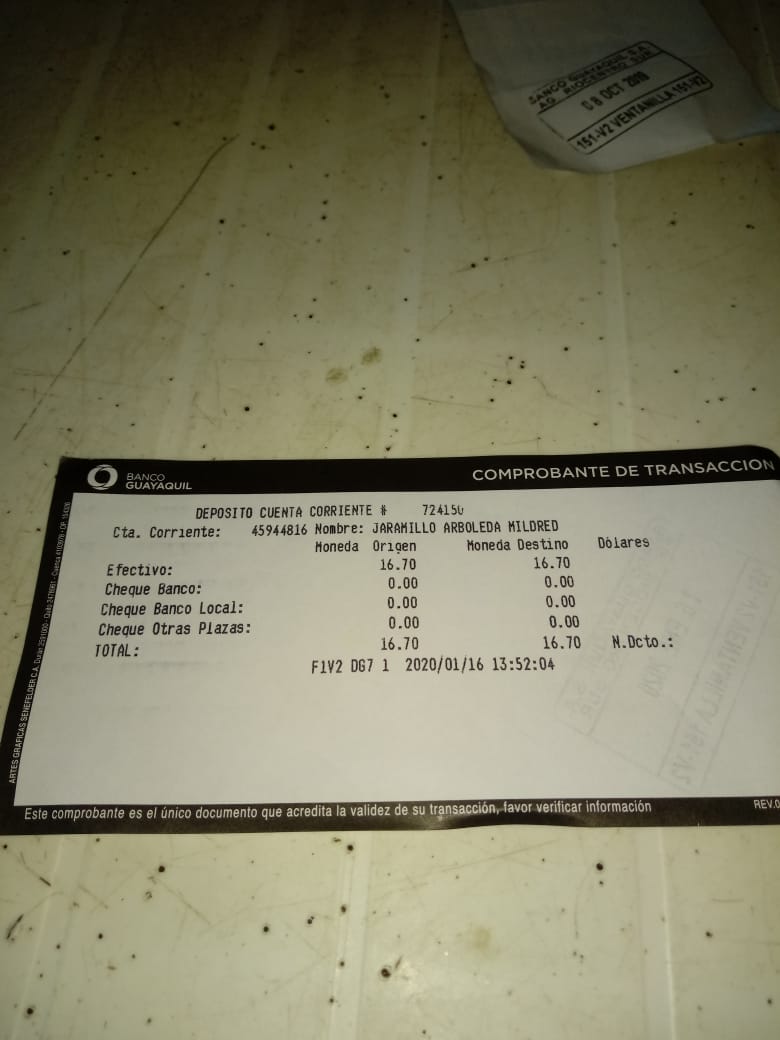 BANCO GUAYAQUIL S.A.
AG. RIOCENTRO SUR
08 OCT 2019
151-V2 VENTANILLA 151-V2
BANCO
GUAYAQUIL
COMPROBANTE DE TRANSACCION
DEPOSITO CUENTA CORRIENTE # 724150
Cta. Corriente: 45944816 Nombre: JARAMILLO ARBOLEDA MILDRED
Moneda Origen Moneda Destino Dólares
Efectivo: 16.70 16.70
Cheque Banco: 0.00 0.00
Cheque Banco Local: 0.00 0.00
Cheque Otras Plazas: 0.00 0.00
TOTAL: 16.70 16.70 N.Dcto.:
F1V2 DG7 1 2020/01/16 13:52:04
Este comprobante es el único documento que acredita la validez de su transacción, favor verificar información
REV.0
ARTES GRAFICAS SENEFELDER C.A.